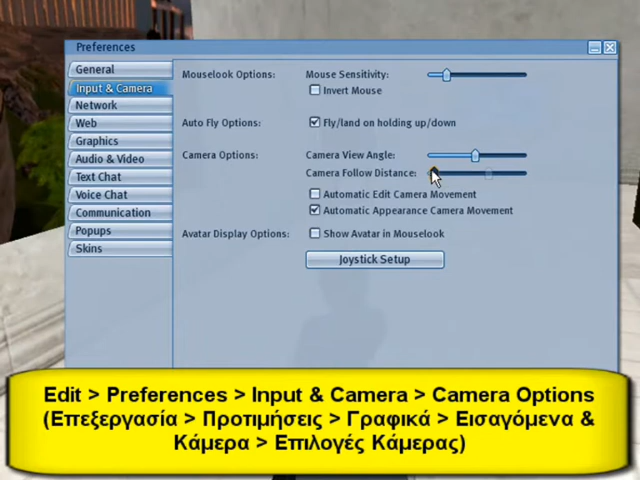 Preferences
General
Input & Camera
Network
Web
Graphics
Audio & Video
Text Chat
Voice Chat
Communication
Popups
Skins
Mouselook Options: Mouse Sensitivity:
Invert Mouse
Auto Fly Options: Fly/land on holding up/down
Camera Options: Camera View Angle:
Camera Follow Distance:
Automatic Edit Camera Movement
Automatic Appearance Camera Movement
Avatar Display Options: Show Avatar in Mouselook
Joystick Setup
Edit > Preferences > Input & Camera > Camera Options
(Επεξεργασία > Προτιμήσεις > Γραφικά > Εισαγόμενα &
Κάμερα > Επιλογές Κάμερας)